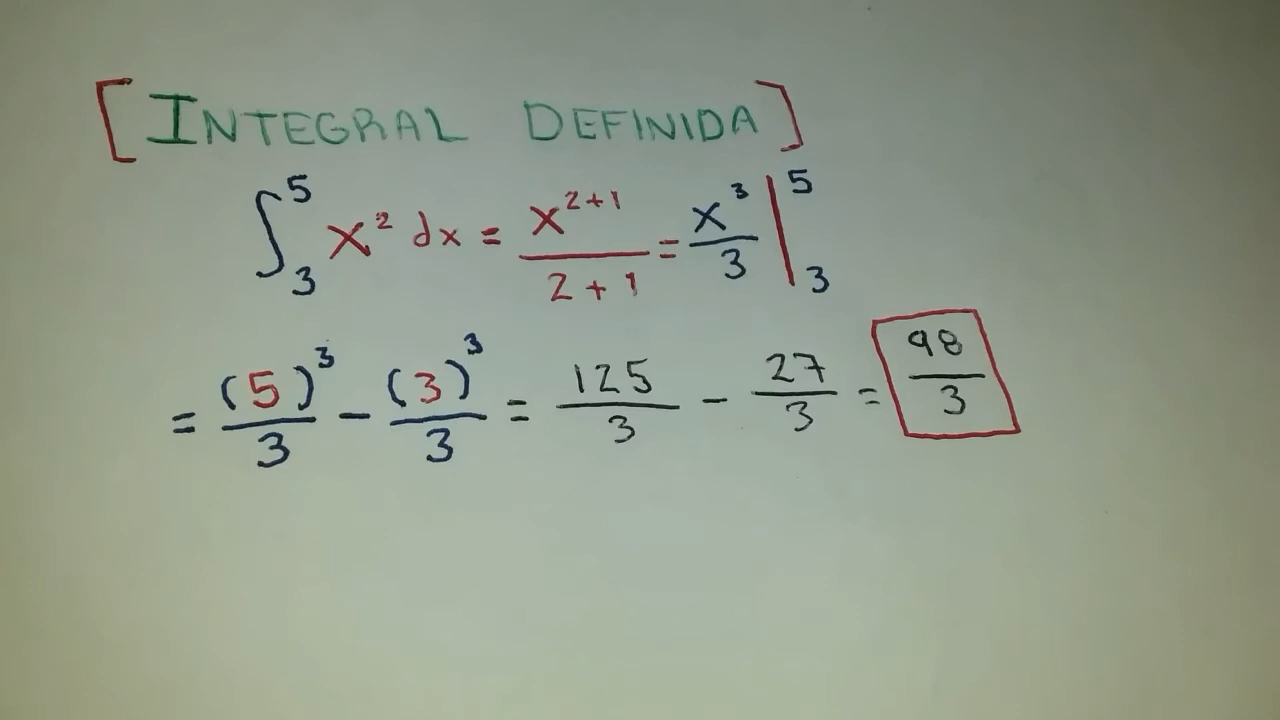 [INTEGRAL DEFINIDA]
∫₃⁵ x² dx = x²⁺¹/2+1 = x³/3 |₃⁵
= (5)³/3 − (3)³/3 = 125/3 − 27/3 = 98/3